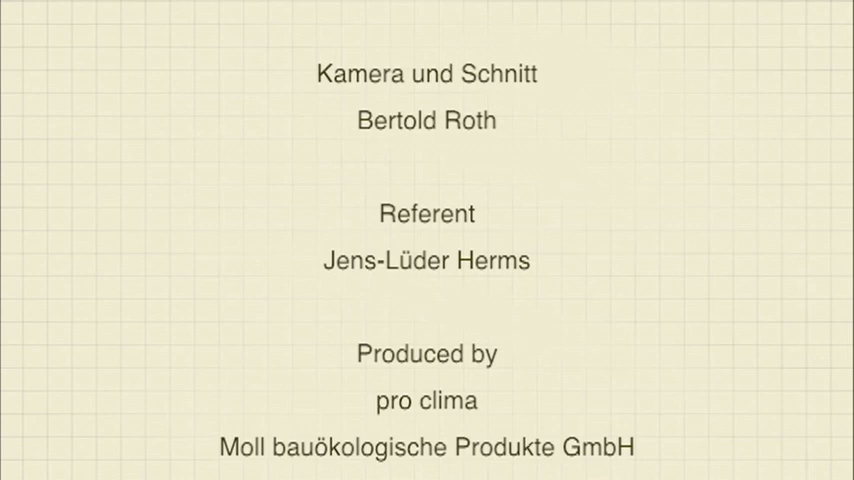 Kamera und Schnitt
Bertold Roth
Referent
Jens-Lüder Herms
Produced by
pro clima
Moll bauökologische Produkte GmbH